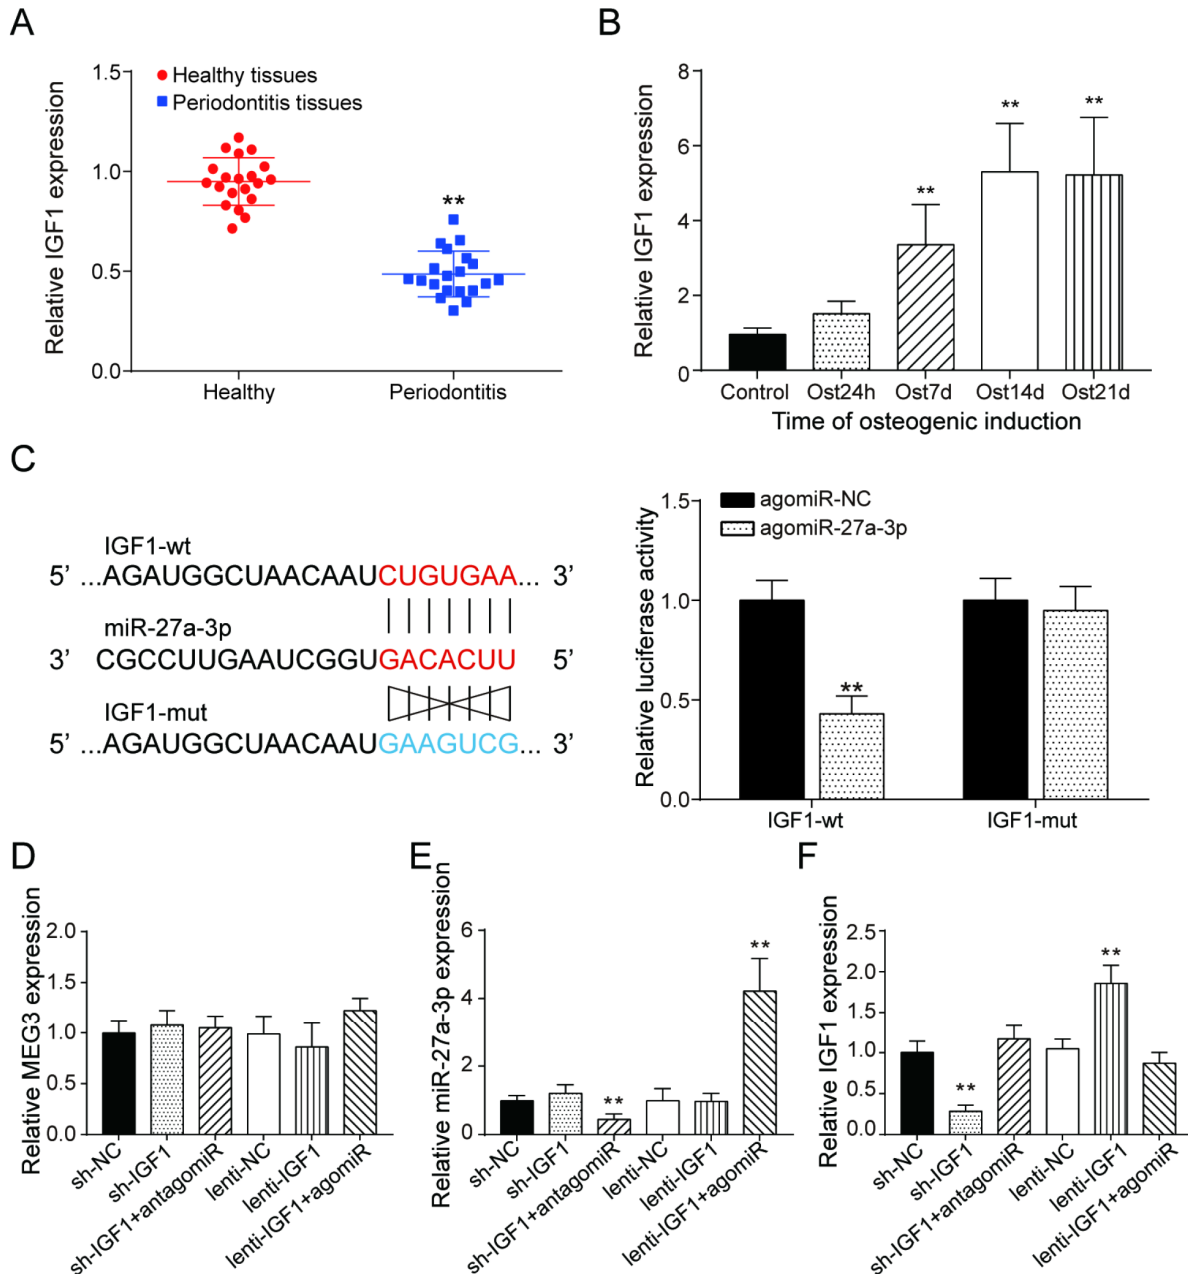 A
Relative IGF1 expression
1.5
1.0
0.5
0.0
Healthy tissues
Periodontitis tissues
**
Healthy
Periodontitis
B
Relative IGF1 expression
8
6
4
2
0
**
**
**
Control
Ost24h
Ost7d
Ost14d
Ost21d
Time of osteogenic induction
C
IGF1-wt
5’ ...AGAUGGCUAACAAUCUGUGAA... 3’
miR-27a-3p
3’ CGCCUUGAAUCGGUGACACUU 5’
IGF1-mut
5’ ...AGAUGGCUAACAAUGAAGUCG... 3’
Relative luciferase activity
1.5
1.0
0.5
0.0
agomiR-NC
agomiR-27a-3p
**
IGF1-wt
IGF1-mut
D
Relative MEG3 expression
2.0
1.5
1.0
0.5
0.0
sh-NC
sh-IGF1
sh-IGF1+antagomiR
lenti-NC
lenti-IGF1
lenti-IGF1+agomiR
E
Relative miR-27a-3p expression
6
4
2
0
**
**
sh-NC
sh-IGF1
sh-IGF1+antagomiR
lenti-NC
lenti-IGF1
lenti-IGF1+agomiR
F
Relative IGF1 expression
2.5
2.0
1.5
1.0
0.5
0.0
**
**
sh-NC
sh-IGF1
sh-IGF1+antagomiR
lenti-NC
lenti-IGF1
lenti-IGF1+agomiR